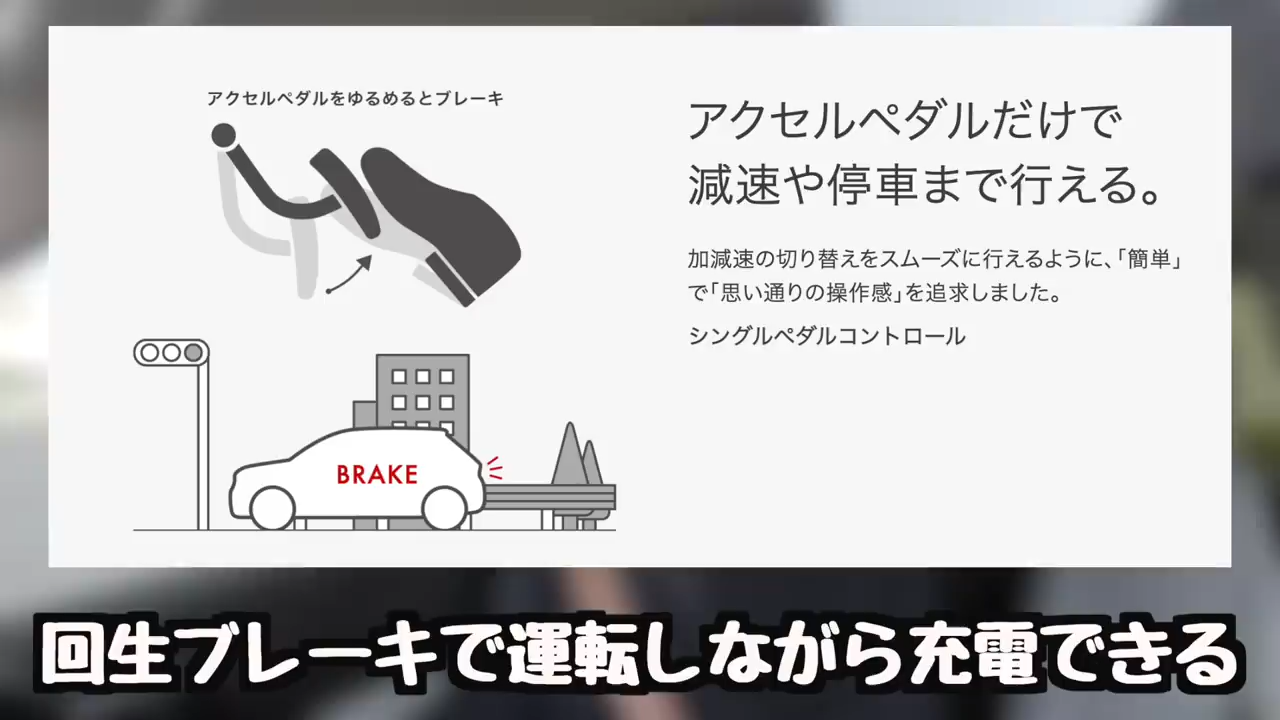 アクセルペダルをゆるめるとブレーキ
アクセルペダルだけで
減速や停車まで行える。
加減速の切り替えをスムーズに行えるように、「簡単」
で「思い通りの操作感」を追求しました。
シングルペダルコントロール
BRAKE
回生ブレーキで運転しながら充電できる